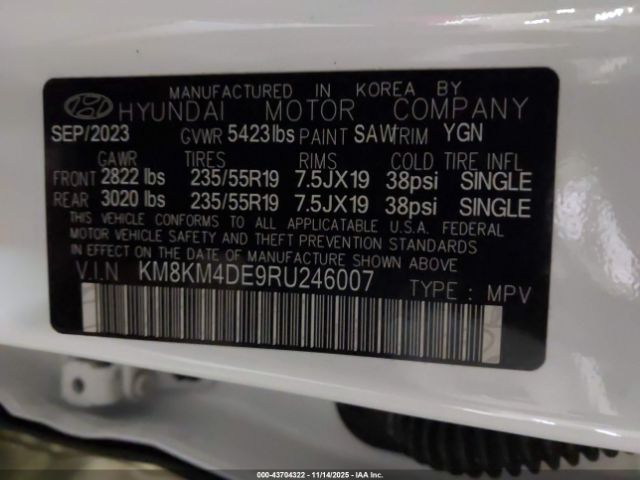 MANUFACTURED IN KOREA BY
HYUNDAI MOTOR COMPANY
SEP/2023 GVWR 5423lbs PAINT SAW TRIM YGN
GAWR TIRES RIMS COLD TIRE INFL
FRONT 2822 lbs 235/55R19 7.5JX19 38psi SINGLE
REAR 3020 lbs 235/55R19 7.5JX19 38psi SINGLE
THIS VEHICLE CONFORMS TO ALL APPLICABLE U.S.A. FEDERAL
MOTOR VEHICLE SAFETY AND THEFT PREVENTION STANDARDS
IN EFFECT ON THE DATE OF MANUFACTURE SHOWN ABOVE
V.I.N KM8KM4DE9RU246007 TYPE : MPV
000-43704322 - 11/14/2025 - IAA Inc.